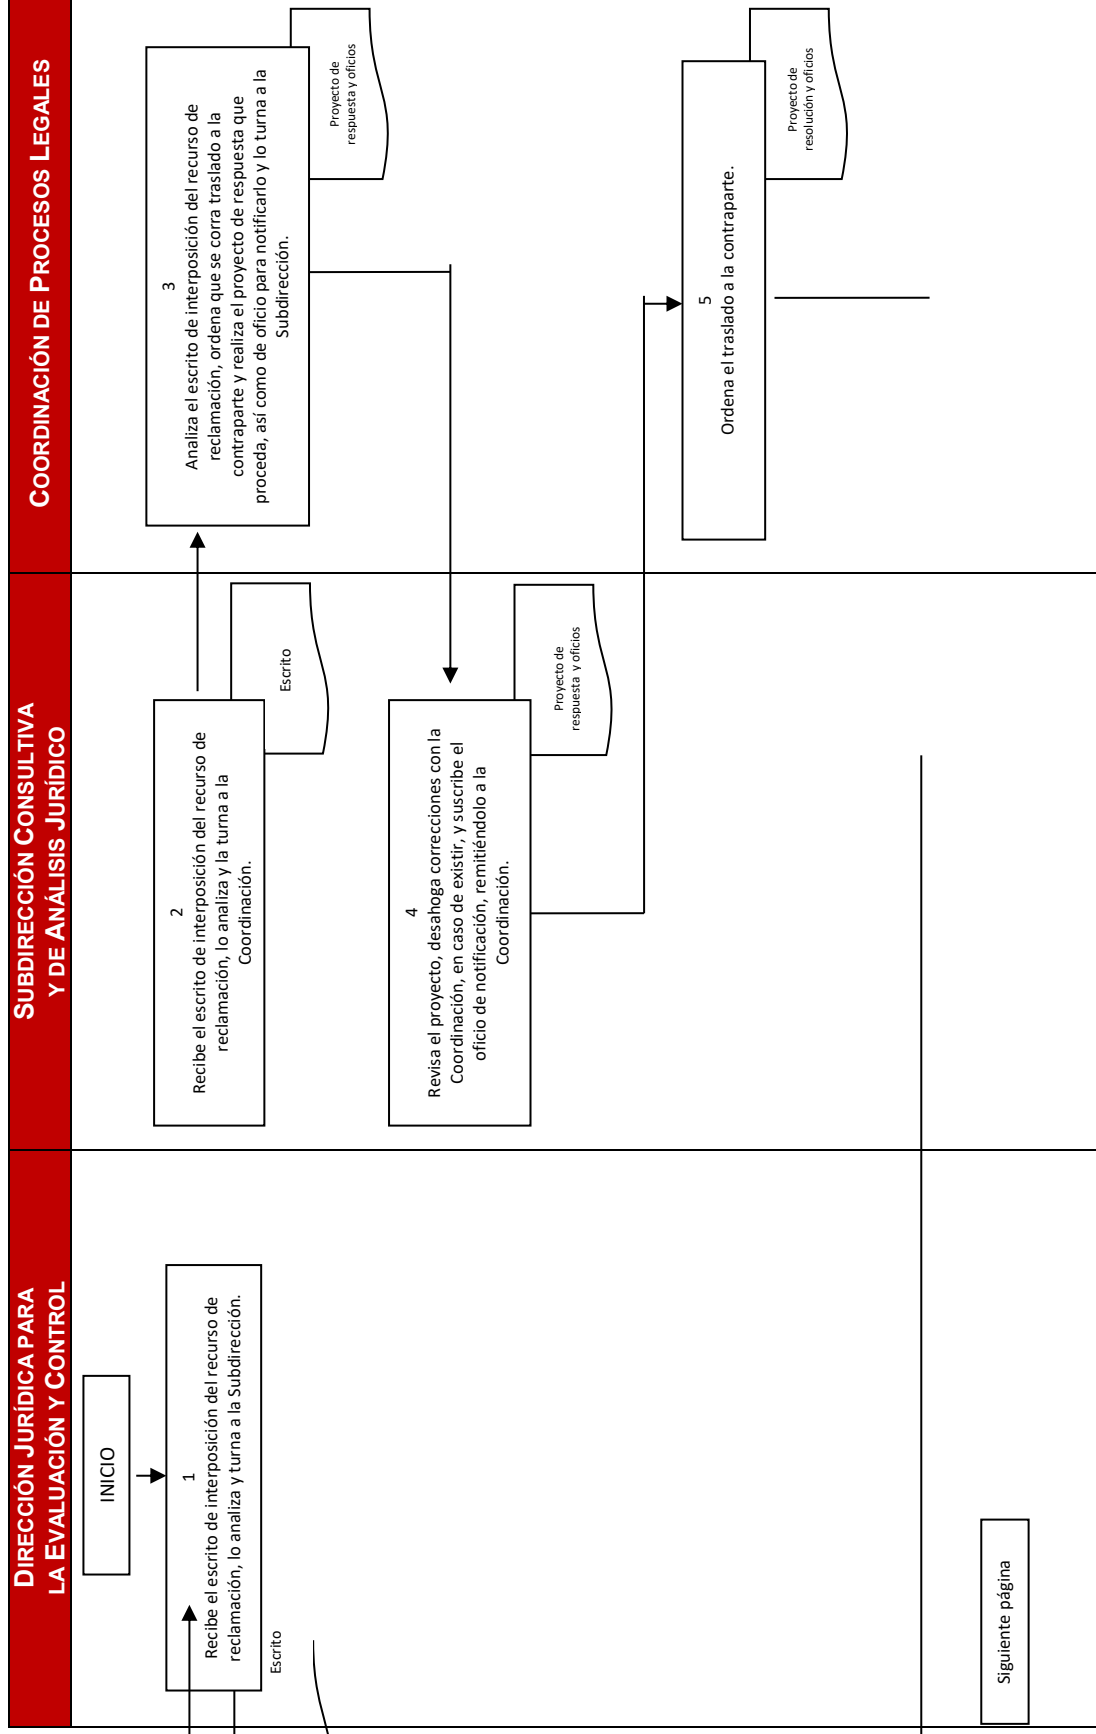 DIRECCIÓN JURÍDICA PARA
LA EVALUACIÓN Y CONTROL
SUBDIRECCIÓN CONSULTIVA
Y DE ANÁLISIS JURÍDICO
COORDINACIÓN DE PROCESOS LEGALES
INICIO
1
Recibe el escrito de interposición del recurso de
reclamación, lo analiza y turna a la Subdirección.
Escrito
2
Recibe el escrito de interposición del recurso de
reclamación, lo analiza y la turna a la
Coordinación.
Escrito
3
Analiza el escrito de interposición del recurso de
reclamación, ordena que se corra traslado a la
contraparte y realiza el proyecto de respuesta que
proceda, así como de oficio para notificarlo y lo turna a la
Subdirección.
Proyecto de
respuesta y oficios
4
Revisa el proyecto, desahoga correcciones con la
Coordinación, en caso de existir, y suscribe el
oficio de notificación, remitiéndolo a la
Coordinación.
Proyecto de
respuesta y oficios
5
Ordena el traslado a la contraparte.
Proyecto de
resolución y oficios
Siguiente página